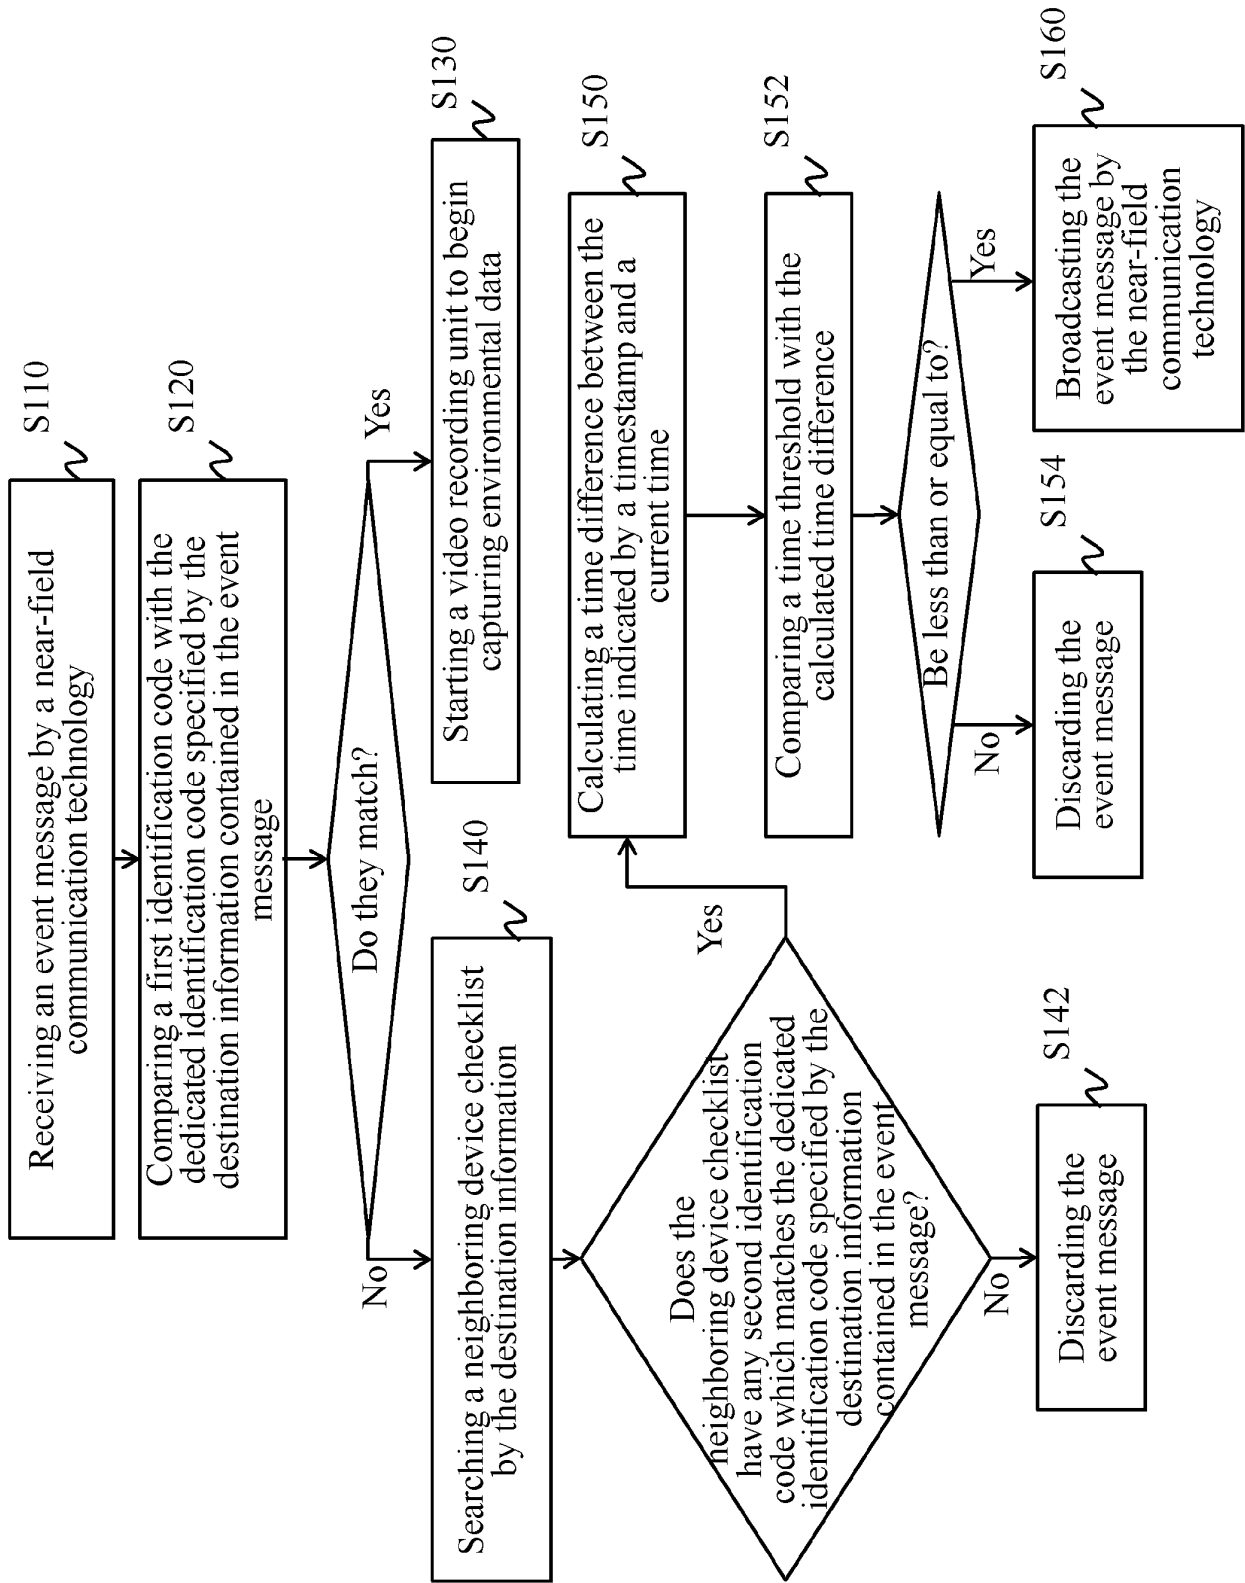 S110
Receiving an event message by a near-field
communication technology
S120
Comparing a first identification code with the
dedicated identification code specified by the
destination information contained in the event
message
Do they match?
Yes
No
S130
Starting a video recording unit to begin
capturing environmental data
S140
Searching a neighboring device checklist
by the destination information
Does the
neighboring device checklist
have any second identification
code which matches the dedicated
identification code specified by the
destination information
contained in the event
message?
Yes
No
S142
Discarding the
event message
S150
Calculating a time difference between the
time indicated by a timestamp and a
current time
S152
Comparing a time threshold with the
calculated time difference
Be less than or equal to?
No
Yes
S154
Discarding the
event message
S160
Broadcasting the
event message by
the near-field
communication
technology